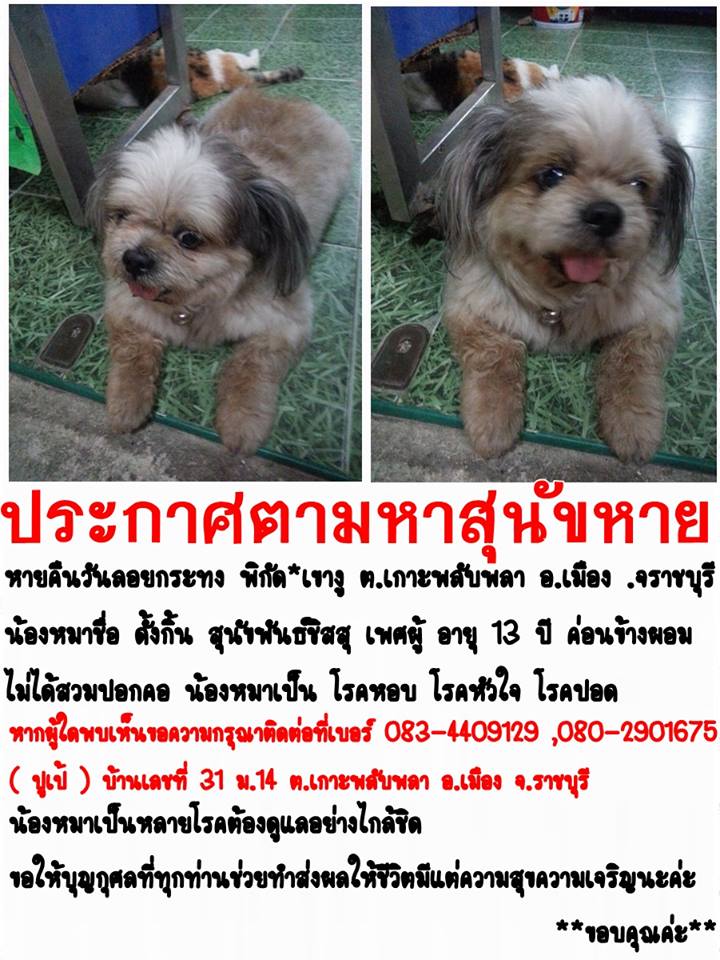 ประกาศตามหาสุนัขหาย
หายคืนวันลอยกระทง พิกัด*เขางู ต.เกาะพลับพลา อ.เมือง .จราชบุรี
น้องหมาชื่อ ดั้งกิ้น สุนัขพันธ์ชิสสุ เพศผู้ อายุ 13 ปี ค่อนข้างผอม
ไม่ได้สวมปอกคอ น้องหมาเป็น โรคหอบ โรคหัวใจ โรคปอด
หากผู้ใดพบเห็นขอความกรุณาติดต่อที่เบอร์ 083-4409129 ,080-2901675
( ปูเป้ ) บ้านเลขที่ 31 ม.14 ต.เกาะพลับพลา อ.เมือง จ.ราชบุรี
น้องหมาเป็นหลายโรคต้องดูแลอย่างไกล้ชิด
ขอให้บุญกุศลที่ทุกท่านช่วยทำส่งผลให้ชีวิตมีแต่ความสุขความเจริญนะค่ะ
**ขอบคุณค่ะ**